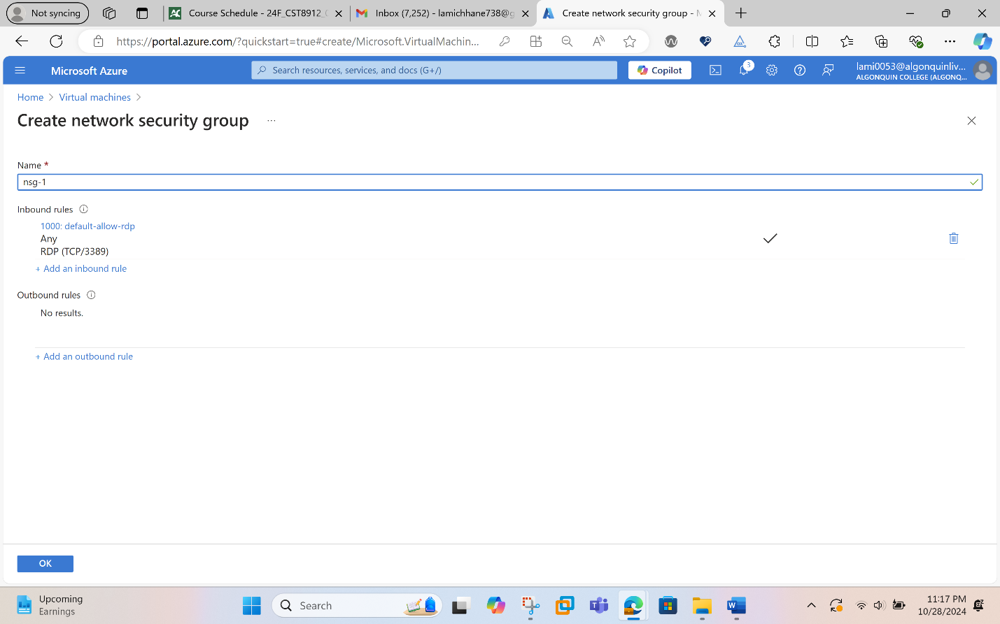 Not syncing
Course Schedule - 24F_CST8912_
Inbox (7,252) - lamichhane738@g
Create network security group -
https://portal.azure.com/?quickstart=true#create/Microsoft.VirtualMachin...
Microsoft Azure
Search resources, services, and docs (G+/)
Copilot
3
lami0053@algonquinliv...
ALGONQUIN COLLEGE (ALGONQ...
Home > Virtual machines >
Create network security group ...
Name *
nsg-1
Inbound rules
1000: default-allow-rdp
Any
RDP (TCP/3389)
+ Add an inbound rule
Outbound rules
No results.
+ Add an outbound rule
OK
Upcoming
Earnings
Search
11:17 PM
10/28/2024